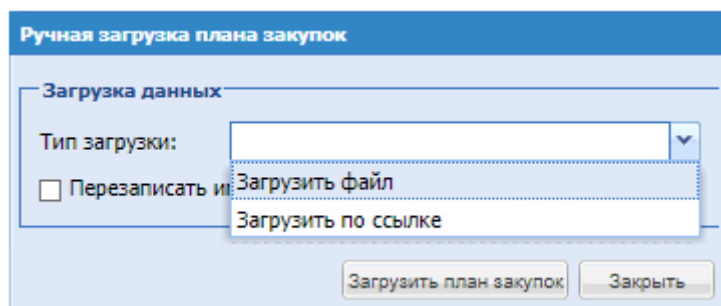 Ручная загрузка плана закупок
Загрузка данных
Тип загрузки:
Загрузить файл
Перезаписать
Загрузить по ссылке
Загрузить план закупок Закрыть